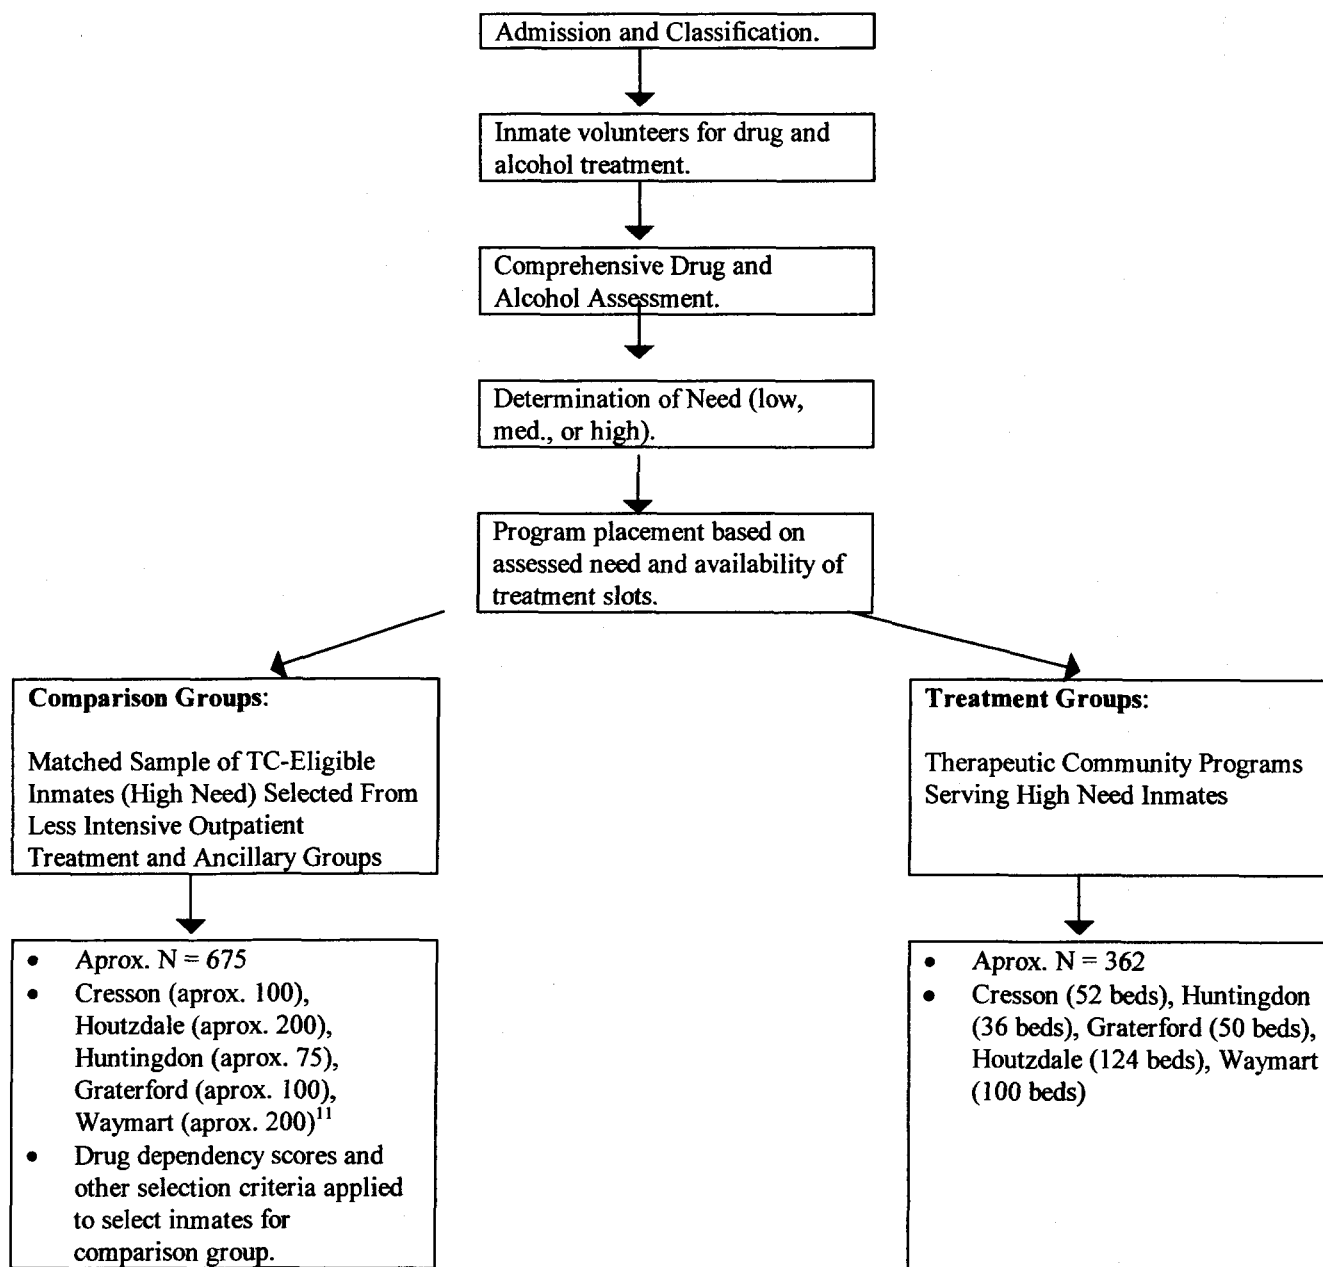 Admission and Classification.
Inmate volunteers for drug and
alcohol treatment.
Comprehensive Drug and
Alcohol Assessment.
Determination of Need (low,
med., or high).
Program placement based on
assessed need and availability of
treatment slots.
Comparison Groups:
Matched Sample of TC-Eligible
Inmates (High Need) Selected From
Less Intensive Outpatient
Treatment and Ancillary Groups
Treatment Groups:
Therapeutic Community Programs
Serving High Need Inmates
• Aprox. N = 675
• Cresson (aprox. 100),
Houtzdale (aprox. 200),
Huntingdon (aprox. 75),
Graterford (aprox. 100),
Waymart (aprox. 200)11
• Drug dependency scores and
other selection criteria applied
to select inmates for
comparison group.
• Aprox. N = 362
• Cresson (52 beds), Huntingdon
(36 beds), Graterford (50 beds),
Houtzdale (124 beds), Waymart
(100 beds)